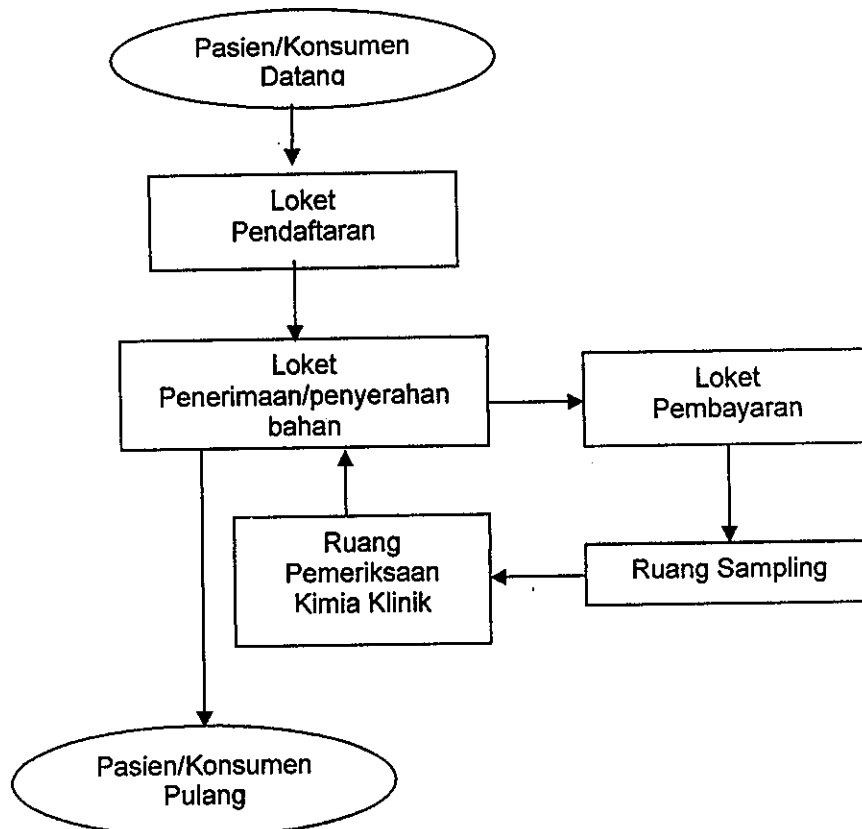 Pasien/Konsumen
Datang
Loket
Pendaftaran
Loket
Penerimaan/penyerahan
bahan
Loket
Pembayaran
Ruang
Pemeriksaan
Kimia Klinik
Ruang Sampling
Pasien/Konsumen
Pulang